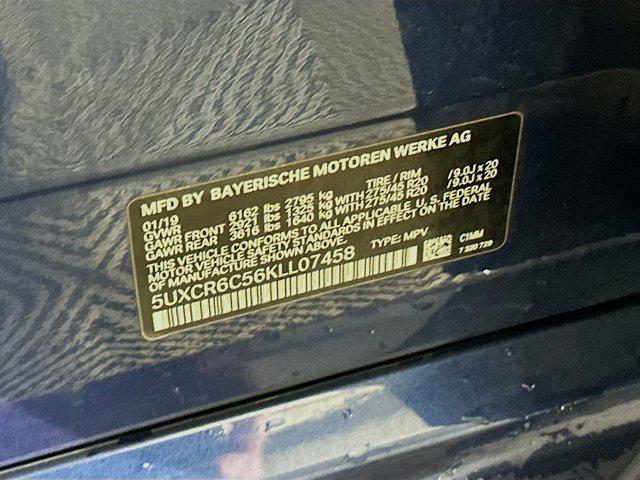 MFD BY BAYERISCHE MOTOREN WERKE AG
01/19 TIRE / RIM
GVWR 6162 lbs 2795 kg
GAWR FRONT 2921 lbs 1325 kg WITH 275/45 R20 / 9.0J x 20
GAWR REAR 3616 lbs 1640 kg WITH 275/45 R20 / 9.0J x 20
THIS VEHICLE CONFORMS TO ALL APPLICABLE U. S. FEDERAL
MOTOR VEHICLE SAFETY STANDARDS IN EFFECT ON THE DATE
OF MANUFACTURE SHOWN ABOVE.
5UXCR6C56KLL07458 TYPE: MPV C1MM
7 320 729